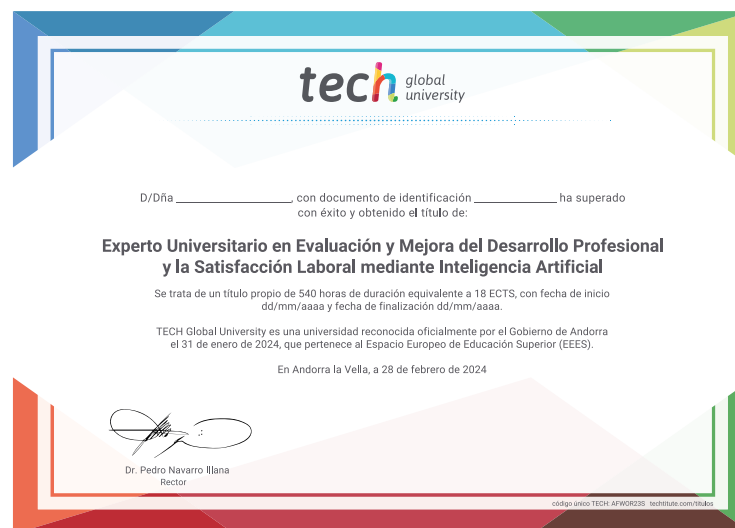 tech global
university
D/Dña ____________________, con documento de identificación ______________ ha superado
con éxito y obtenido el título de:
Experto Universitario en Evaluación y Mejora del Desarrollo Profesional
y la Satisfacción Laboral mediante Inteligencia Artificial
Se trata de un título propio de 540 horas de duración equivalente a 18 ECTS, con fecha de inicio
dd/mm/aaaa y fecha de finalización dd/mm/aaaa.
TECH Global University es una universidad reconocida oficialmente por el Gobierno de Andorra
el 31 de enero de 2024, que pertenece al Espacio Europeo de Educación Superior (EEES).
En Andorra la Vella, a 28 de febrero de 2024
Dr. Pedro Navarro Illana
Rector
código único TECH: AFWOR23S techtitute.com/titulos